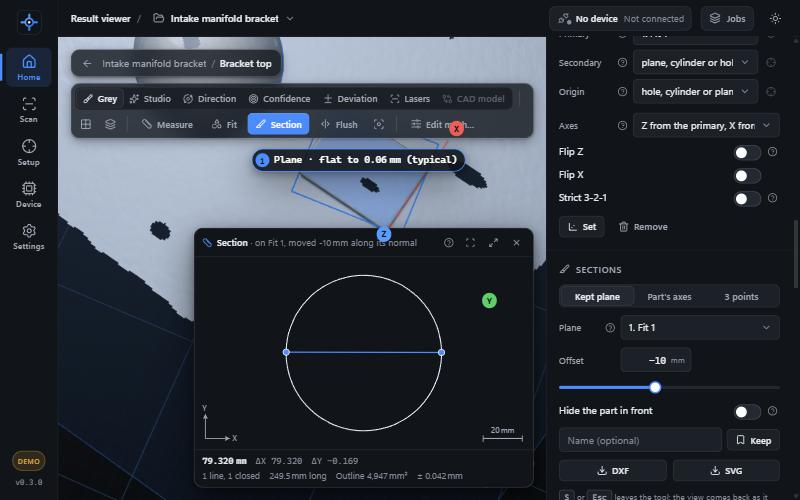 Result viewer / Intake manifold bracket
No device Not connected
Jobs
Home
Scan
Setup
Device
Settings
DEMO
v0.3.0
Intake manifold bracket / Bracket top
Grey Studio Direction Confidence Deviation Lasers CAD model
Measure Fit Section Flush Edit
X
1 Plane · flat to 0.06 mm (typical)
Z
Section · on Fit 1, moved -10 mm along its normal
Y
Y
X
20 mm
79.320 mm ΔX 79.320 ΔY −0.169
1 line, 1 closed 249.5 mm long Outline 4,947 mm² ± 0.042 mm
Secondary plane, cylinder or hol
Origin hole, cylinder or plan
Axes Z from the primary, X fron
Flip Z
Flip X
Strict 3-2-1
Set Remove
SECTIONS
Kept plane Part's axes 3 points
Plane 1. Fit 1
Offset −10 mm
Hide the part in front
Name (optional) Keep
DXF SVG
S or Esc leaves the tool; the view comes back as it